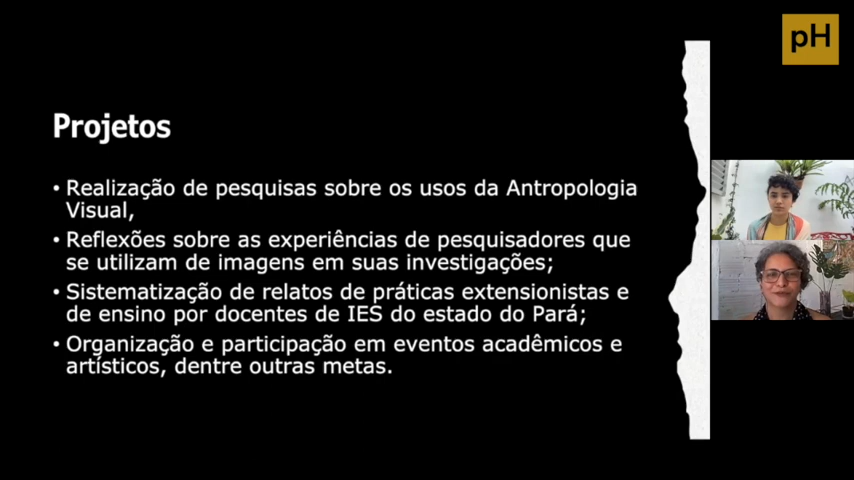 pH
Projetos
• Realização de pesquisas sobre os usos da Antropologia
Visual,
• Reflexões sobre as experiências de pesquisadores que
se utilizam de imagens em suas investigações;
• Sistematização de relatos de práticas extensionistas e
de ensino por docentes de IES do estado do Pará;
• Organização e participação em eventos acadêmicos e
artísticos, dentre outras metas.